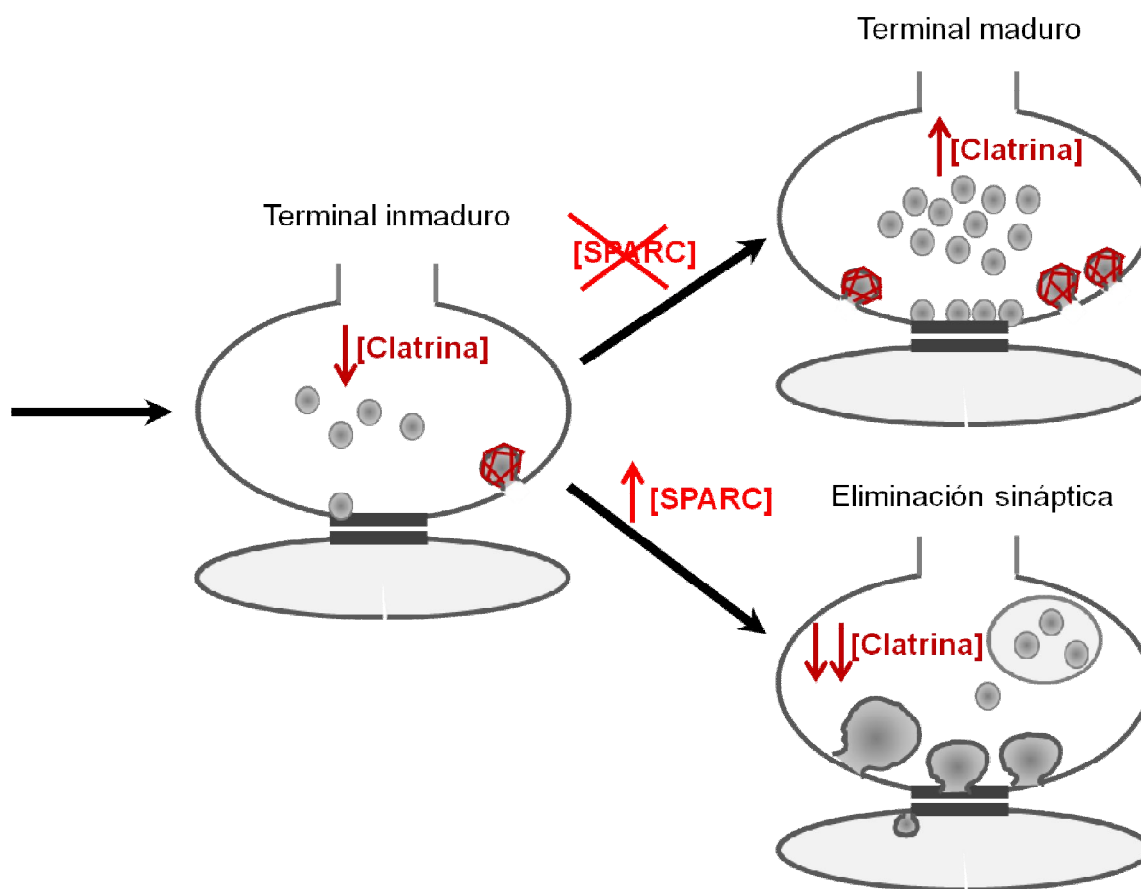 Terminal maduro
[Clatrina]
Terminal inmaduro
[SPARC]
[Clatrina]
[SPARC]
Eliminación sináptica
[Clatrina]